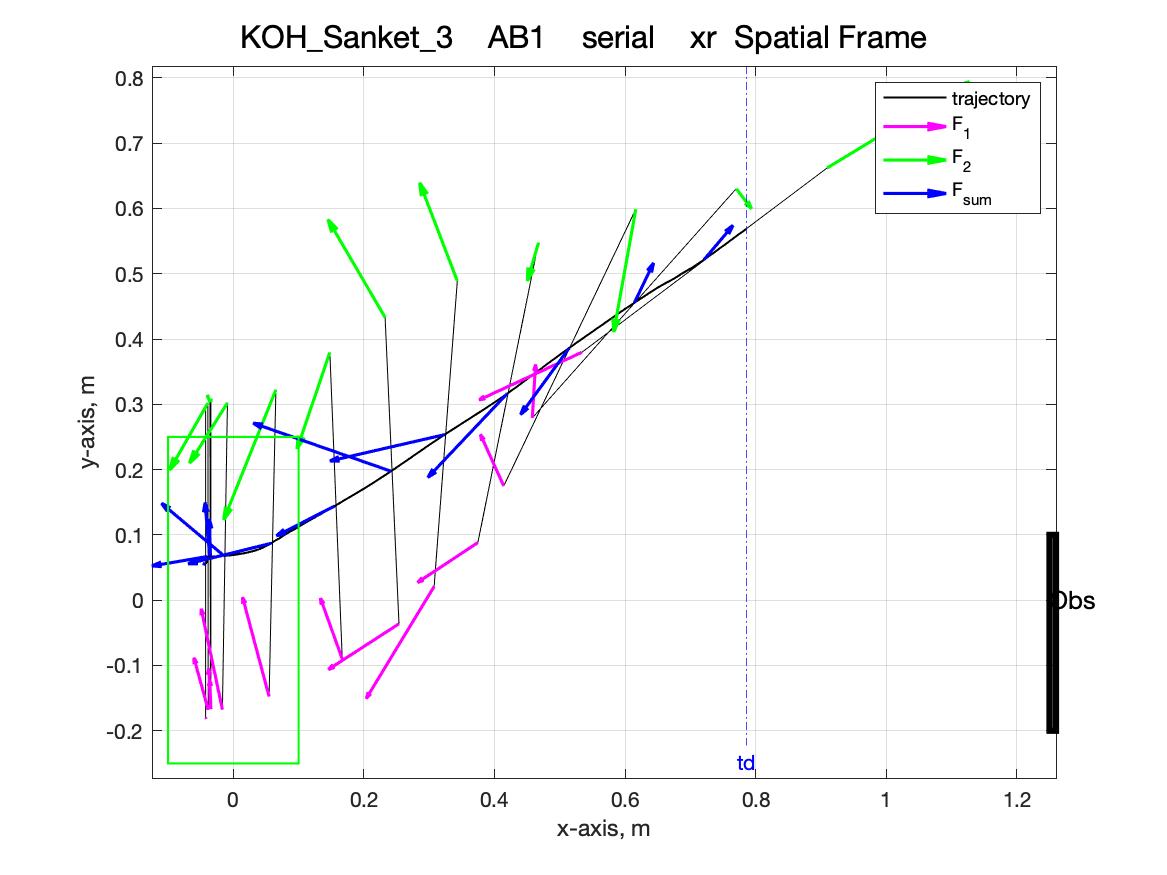 KOH_Sanket_3 AB1 serial xr Spatial Frame
0.8
0.7
0.6
0.5
0.4
0.3
0.2
0.1
0
-0.1
-0.2
y-axis, m
trajectory
F1
F2
Fsum
Obs
td
0 0.2 0.4 0.6 0.8 1 1.2
x-axis, m